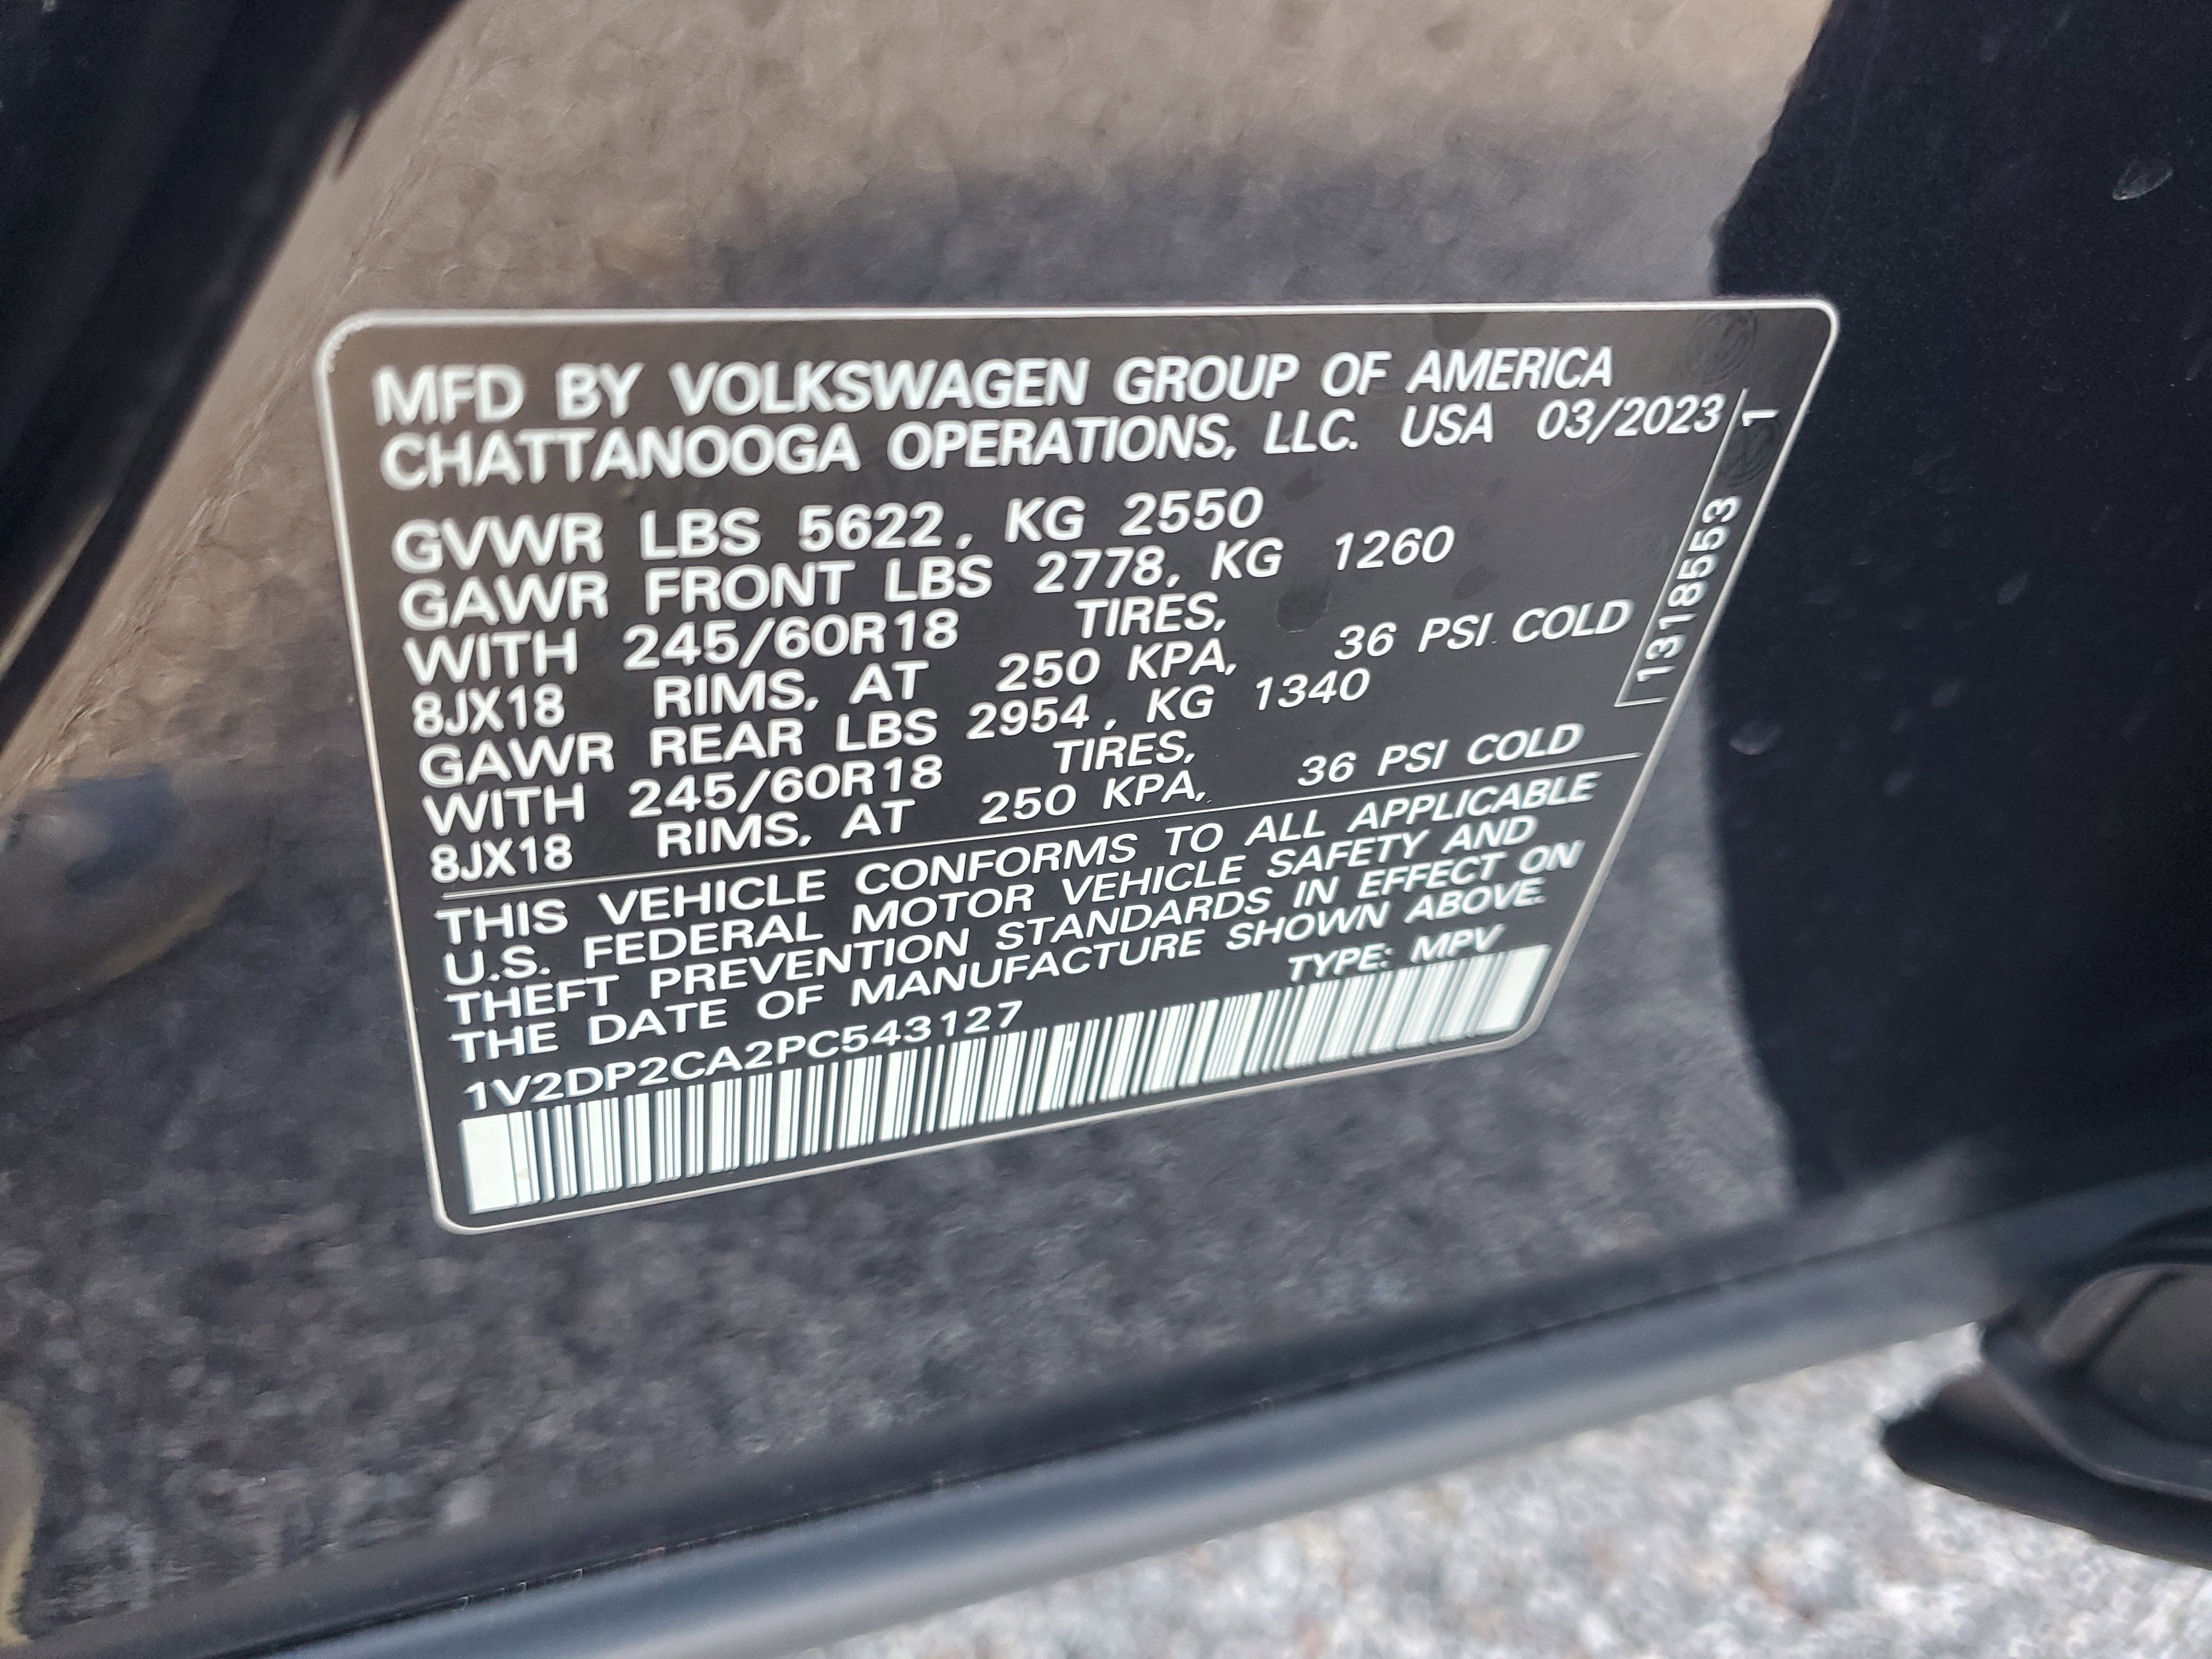 MFD BY VOLKSWAGEN GROUP OF AMERICA
CHATTANOOGA OPERATIONS, LLC. USA 03/2023
GVWR LBS 5622, KG 2550
GAWR FRONT LBS 2778, KG 1260
WITH 245/60R18 TIRES,
8JX18 RIMS, AT 250 KPA, 36 PSI COLD
GAWR REAR LBS 2954, KG 1340
WITH 245/60R18 TIRES,
8JX18 RIMS, AT 250 KPA, 36 PSI COLD
THIS VEHICLE CONFORMS TO ALL APPLICABLE
U.S. FEDERAL MOTOR VEHICLE SAFETY AND
THEFT PREVENTION STANDARDS IN EFFECT ON
THE DATE OF MANUFACTURE SHOWN ABOVE.
TYPE: MPV
1V2DP2CA2PC543127
1318553 1